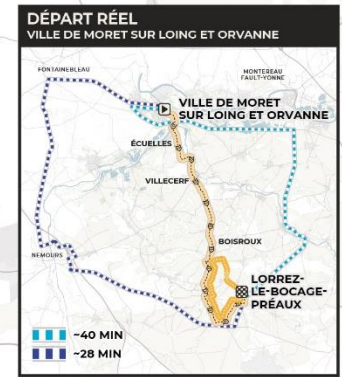 DÉPART RÉEL
VILLE DE MORET SUR LOING ET ORVANNE
FONTAINEBLEAU
MONTEREAU
FAULT-YONNE
VILLE DE MORET
SUR LOING ET ORVANNE
ÉCUELLES
VILLECERF
BOISROUX
NEMOURS
LORREZ-
LE-BOCAGE-
PRÉAUX
~40 MIN
~28 MIN